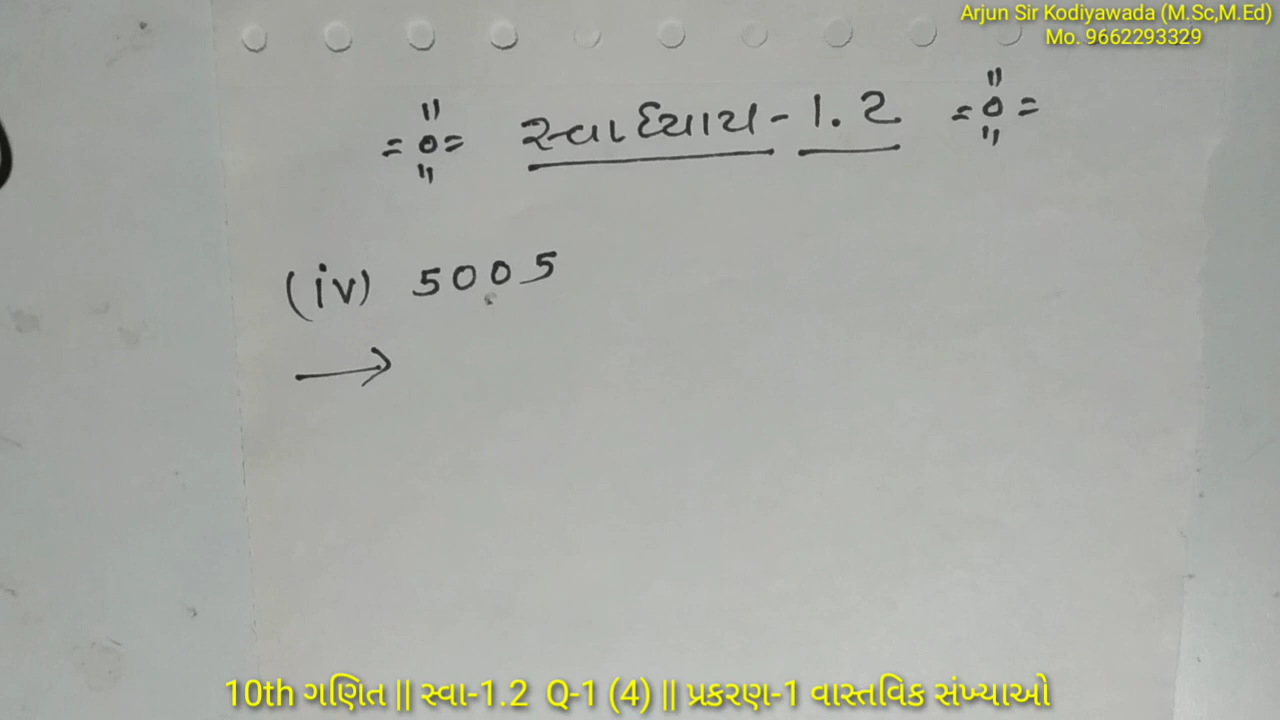 Arjun Sir Kodiyawada (M.Sc,M.Ed)
Mo. 9662293329
સ્વાધ્યાય - 1.2
(iv) 5005
10th ગણિત || સ્વા-1.2 Q-1 (4) || પ્રકરણ-1 વાસ્તવિક સંખ્યાઓ